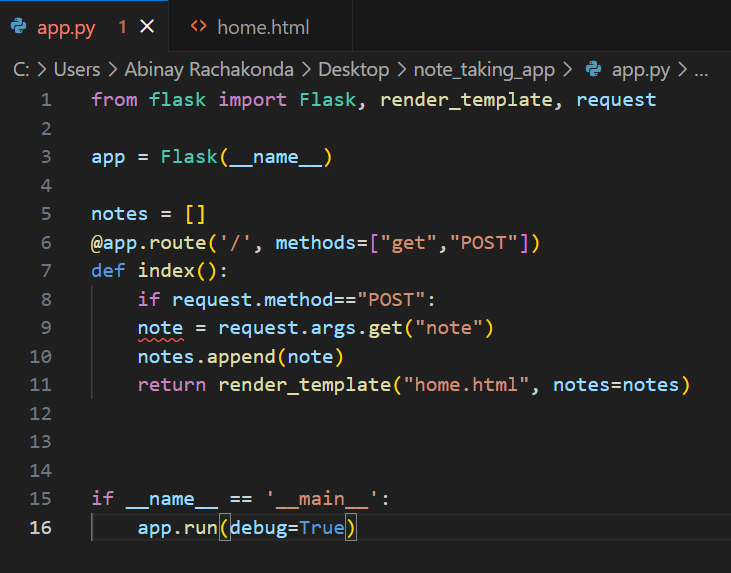 app.py 1 × <> home.html
C: > Users > Abinay Rachakonda > Desktop > note_taking_app > app.py > ...
1 from flask import Flask, render_template, request
2
3 app = Flask(__name__)
4
5 notes = []
6 @app.route('/', methods=["get","POST"])
7 def index():
8     if request.method=="POST":
9     note = request.args.get("note")
10     notes.append(note)
11     return render_template("home.html", notes=notes)
12
13
14
15 if __name__ == '__main__':
16     app.run(debug=True)